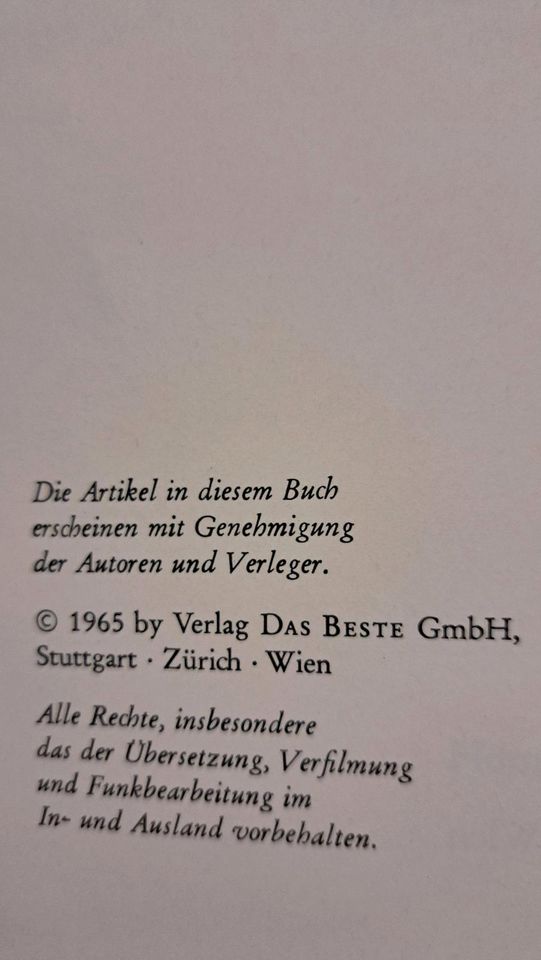 Die Artikel in diesem Buch
erscheinen mit Genehmigung
der Autoren und Verleger.
© 1965 by Verlag DAS BESTE GmbH,
Stuttgart · Zürich · Wien
Alle Rechte, insbesondere
das der Übersetzung, Verfilmung
und Funkbearbeitung im
In- und Ausland vorbehalten.